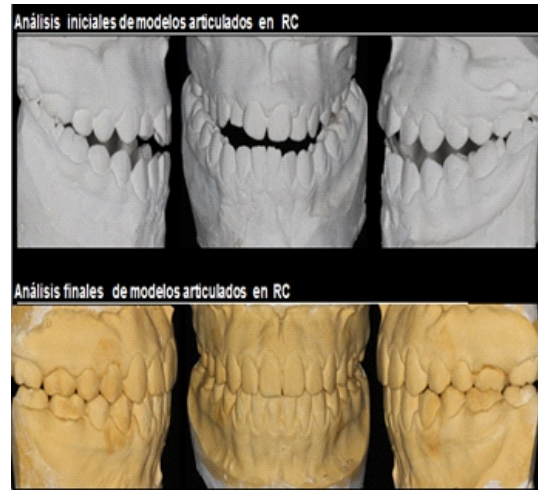 Análisis iniciales de modelos articulados en RC
Análisis finales de modelos articulados en RC